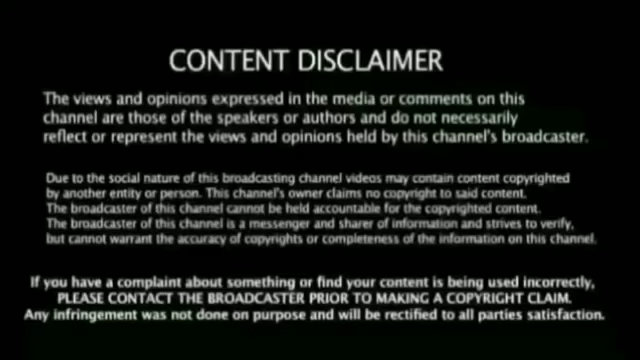 CONTENT DISCLAIMER
The views and opinions expressed in the media or comments on this
channel are those of the speakers or authors and do not necessarily
reflect or represent the views and opinions held by this channel's broadcaster.
Due to the social nature of this broadcasting channel videos may contain content copyrighted
by another entity or person. This channel's owner claims no copyright to said content.
The broadcaster of this channel cannot be held accountable for the copyrighted content.
The broadcaster of this channel is a messenger and sharer of information and strives to verify,
but cannot warrant the accuracy of copyrights or completeness of the information on this channel.
If you have a complaint about something or find your content is being used incorrectly,
PLEASE CONTACT THE BROADCASTER PRIOR TO MAKING A COPYRIGHT CLAIM.
Any infringement was not done on purpose and will be rectified to all parties satisfaction.